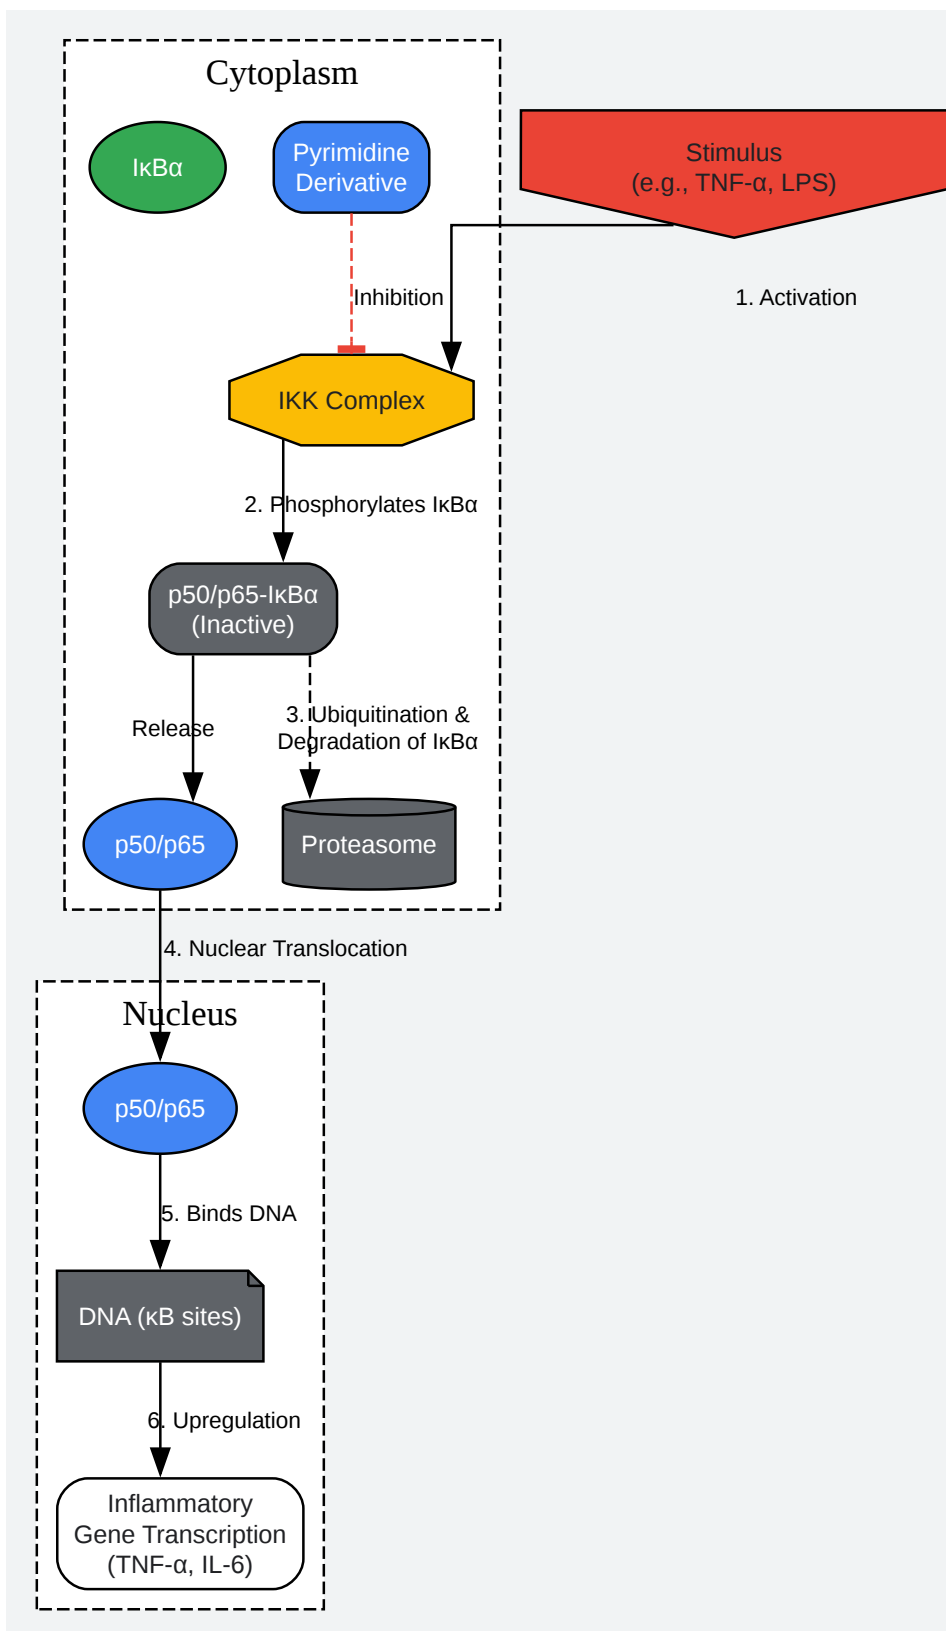 Cytoplasm
IκBα
Pyrimidine
Derivative
Stimulus
(e.g., TNF-α, LPS)
Inhibition
1. Activation
IKK Complex
2. Phosphorylates IκBα
p50/p65-IκBα
(Inactive)
Release
3. Ubiquitination &
Degradation of IκBα
p50/p65
Proteasome
4. Nuclear Translocation
Nucleus
p50/p65
5. Binds DNA
DNA (κB sites)
6. Upregulation
Inflammatory
Gene Transcription
(TNF-α, IL-6)